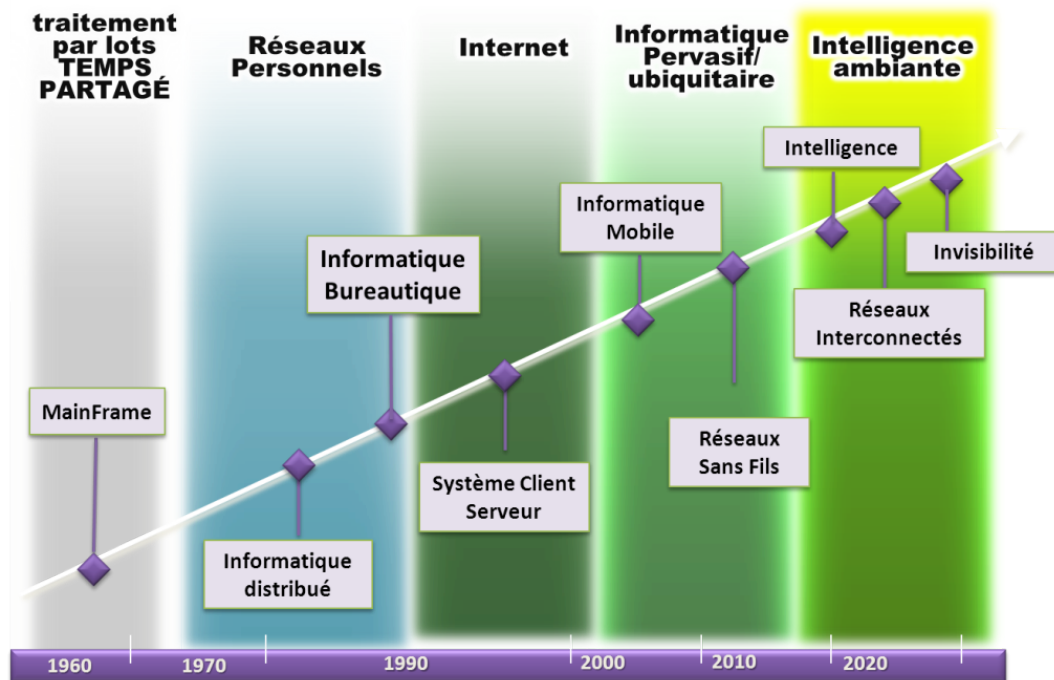 traitement
par lots
TEMPS
PARTAGÉ
Réseaux
Personnels
Internet
Informatique
Pervasif/
ubiquitaire
Intelligence
ambiante
Intelligence
Informatique
Mobile
Invisibilité
Informatique
Bureautique
Réseaux
Interconnectés
MainFrame
Réseaux
Sans Fils
Système Client
Serveur
Informatique
distribué
1960
1970
1990
2000
2010
2020